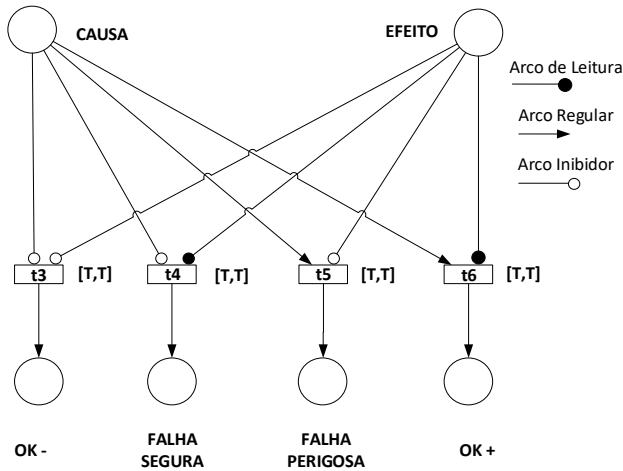 CAUSA
EFEITO
Arco de Leitura
Arco Regular
Arco Inibidor
t3
[T,T]
t4
[T,T]
t5
[T,T]
t6
[T,T]
OK -
FALHA
SEGURA
FALHA
PERIGOSA
OK +